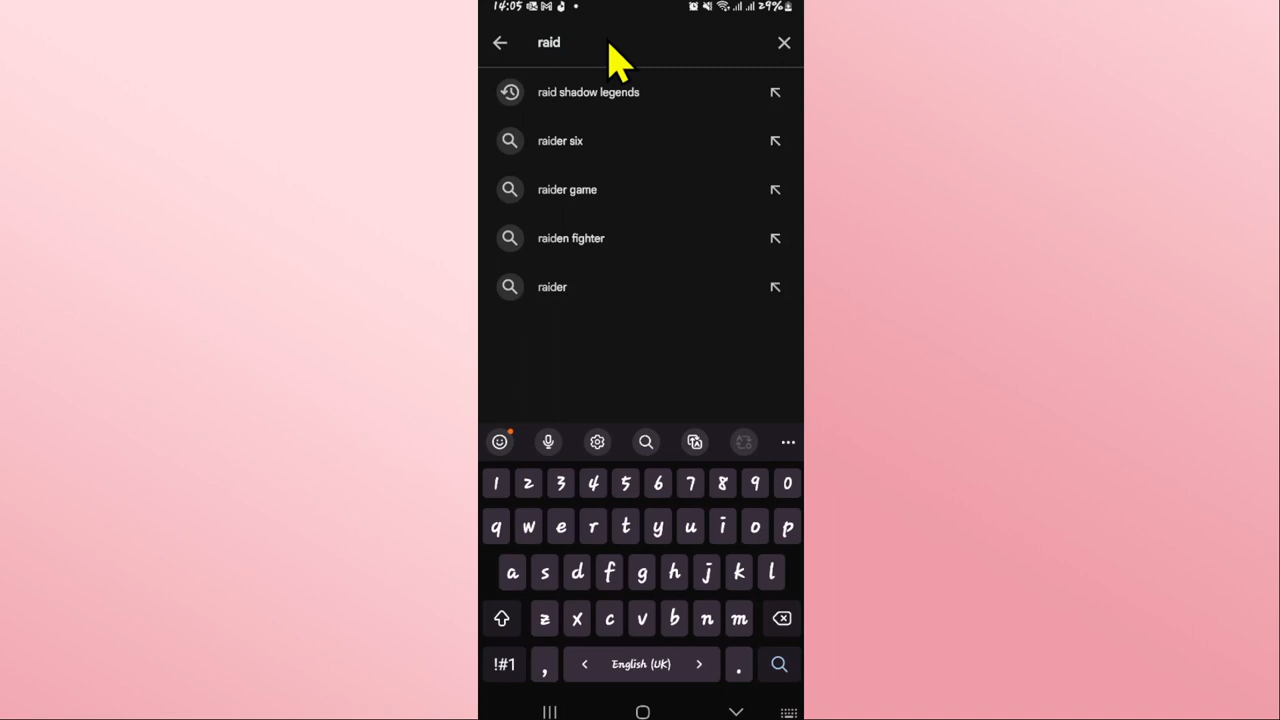 14:05 29%
raid
raid shadow legends
raider six
raider game
raiden fighter
raider
1 2 3 4 5 6 7 8 9 0
q w e r t y u i o p
a s d f g h j k l
z x c v b n m
!#1 , < English (UK) > .